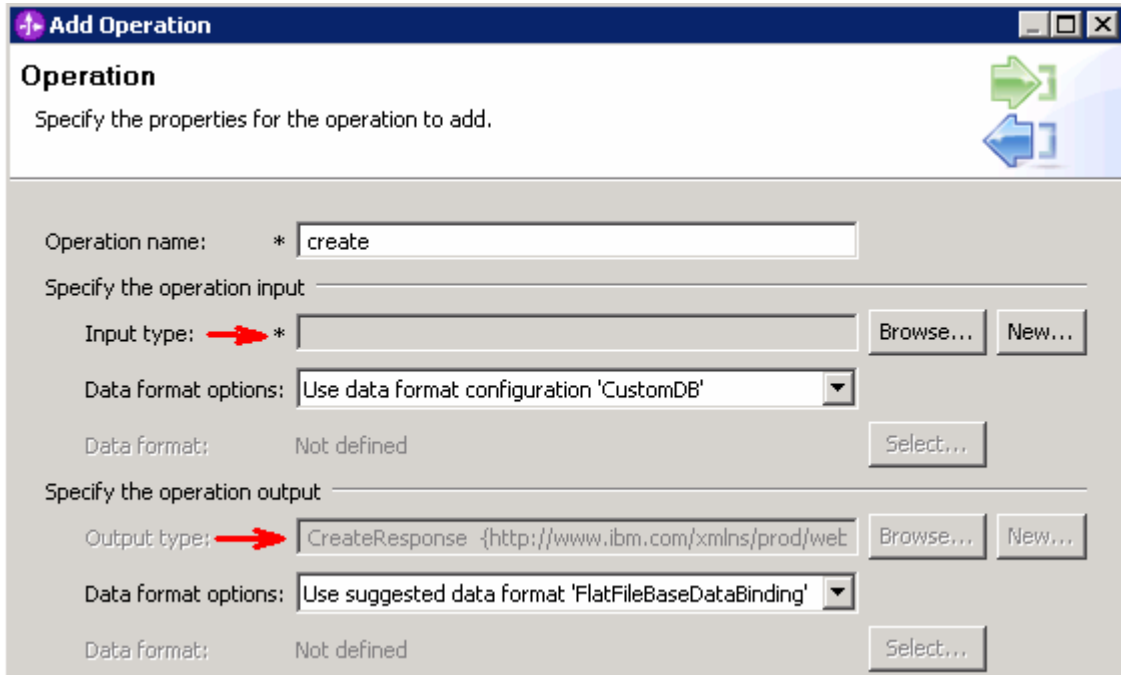 Add Operation
Operation
Specify the properties for the operation to add.
Operation name: * create
Specify the operation input
Input type: * Browse... New...
Data format options: Use data format configuration 'CustomDB'
Data format: Not defined Select...
Specify the operation output
Output type: CreateResponse {http://www.ibm.com/xmlns/prod/web Browse... New...
Data format options: Use suggested data format 'FlatFileBaseDataBinding'
Data format: Not defined Select...